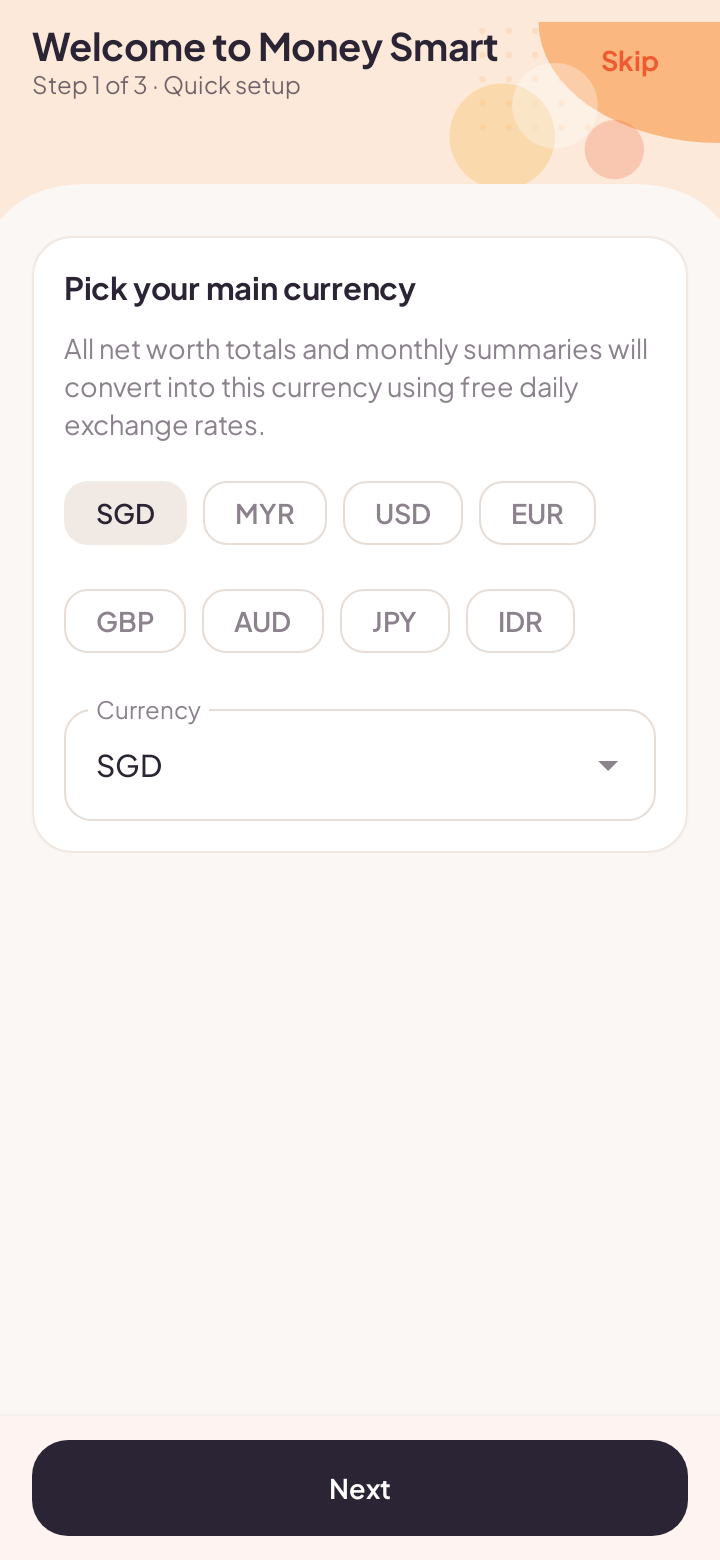 Welcome to Money Smart
Skip
Step 1 of 3 · Quick setup
Pick your main currency
All net worth totals and monthly summaries will
convert into this currency using free daily
exchange rates.
SGD MYR USD EUR
GBP AUD JPY IDR
Currency
SGD
Next